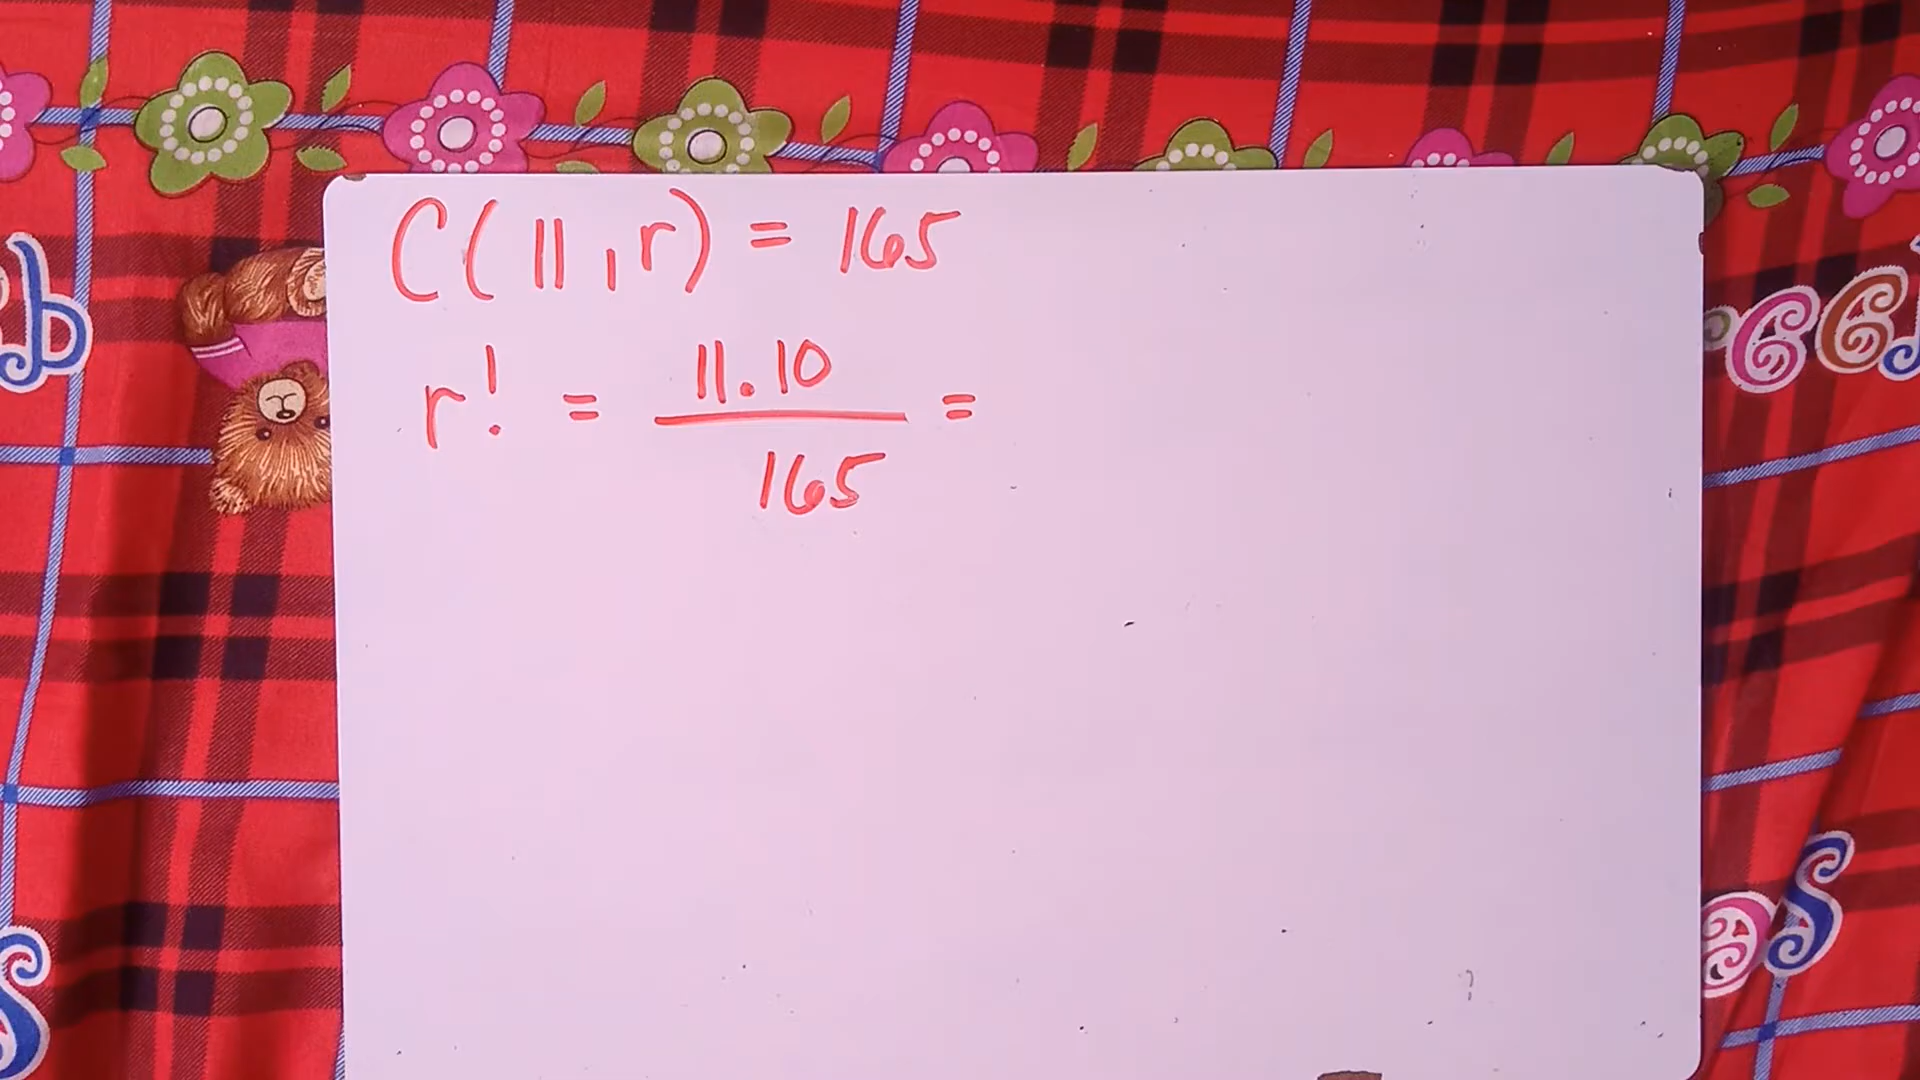 C(11,r) = 165
r! = 11.10 / 165 =